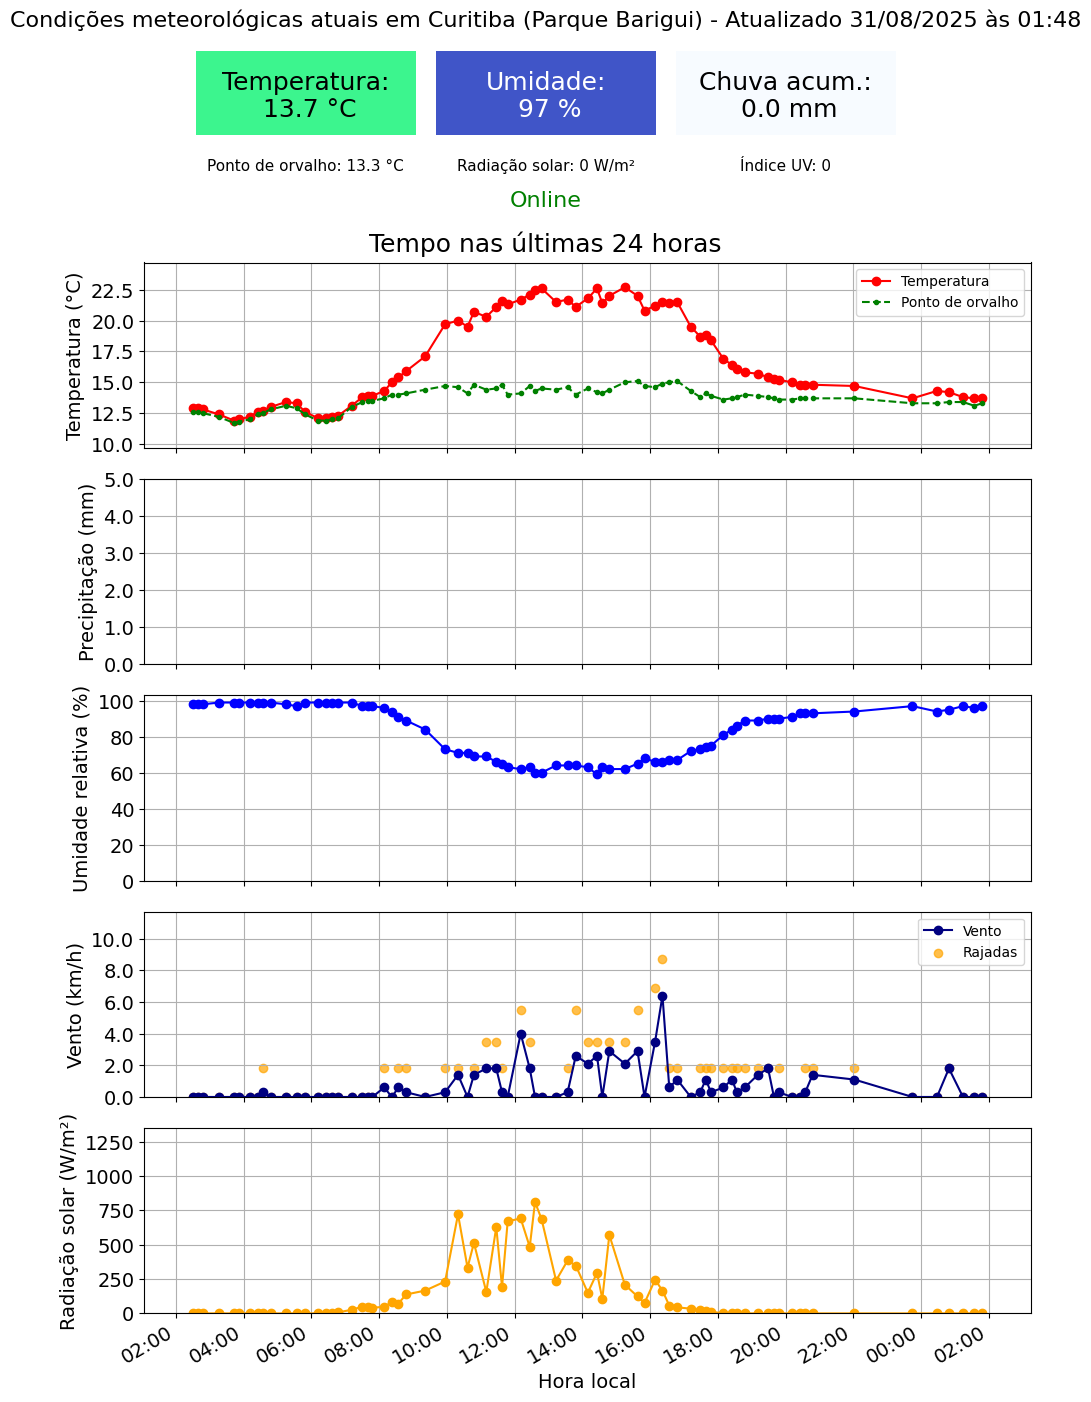 Condições meteorológicas atuais em Curitiba (Parque Barigui) - Atualizado 31/08/2025 às 01:48
Temperatura:
13.7 °C
Umidade:
97 %
Chuva acum.:
0.0 mm
Ponto de orvalho: 13.3 °C
Radiação solar: 0 W/m²
Índice UV: 0
Online
Tempo nas últimas 24 horas
Temperatura (°C)
22.5
20.0
17.5
15.0
12.5
10.0
Temperatura
Ponto de orvalho
Precipitação (mm)
5.0
4.0
3.0
2.0
1.0
0.0
Umidade relativa (%)
100
80
60
40
20
0
Vento (km/h)
10.0
8.0
6.0
4.0
2.0
0.0
Vento
Rajadas
Radiação solar (W/m²)
1250
1000
750
500
250
0
02:00 04:00 06:00 08:00 10:00 12:00 14:00 16:00 18:00 20:00 22:00 00:00 02:00
Hora local